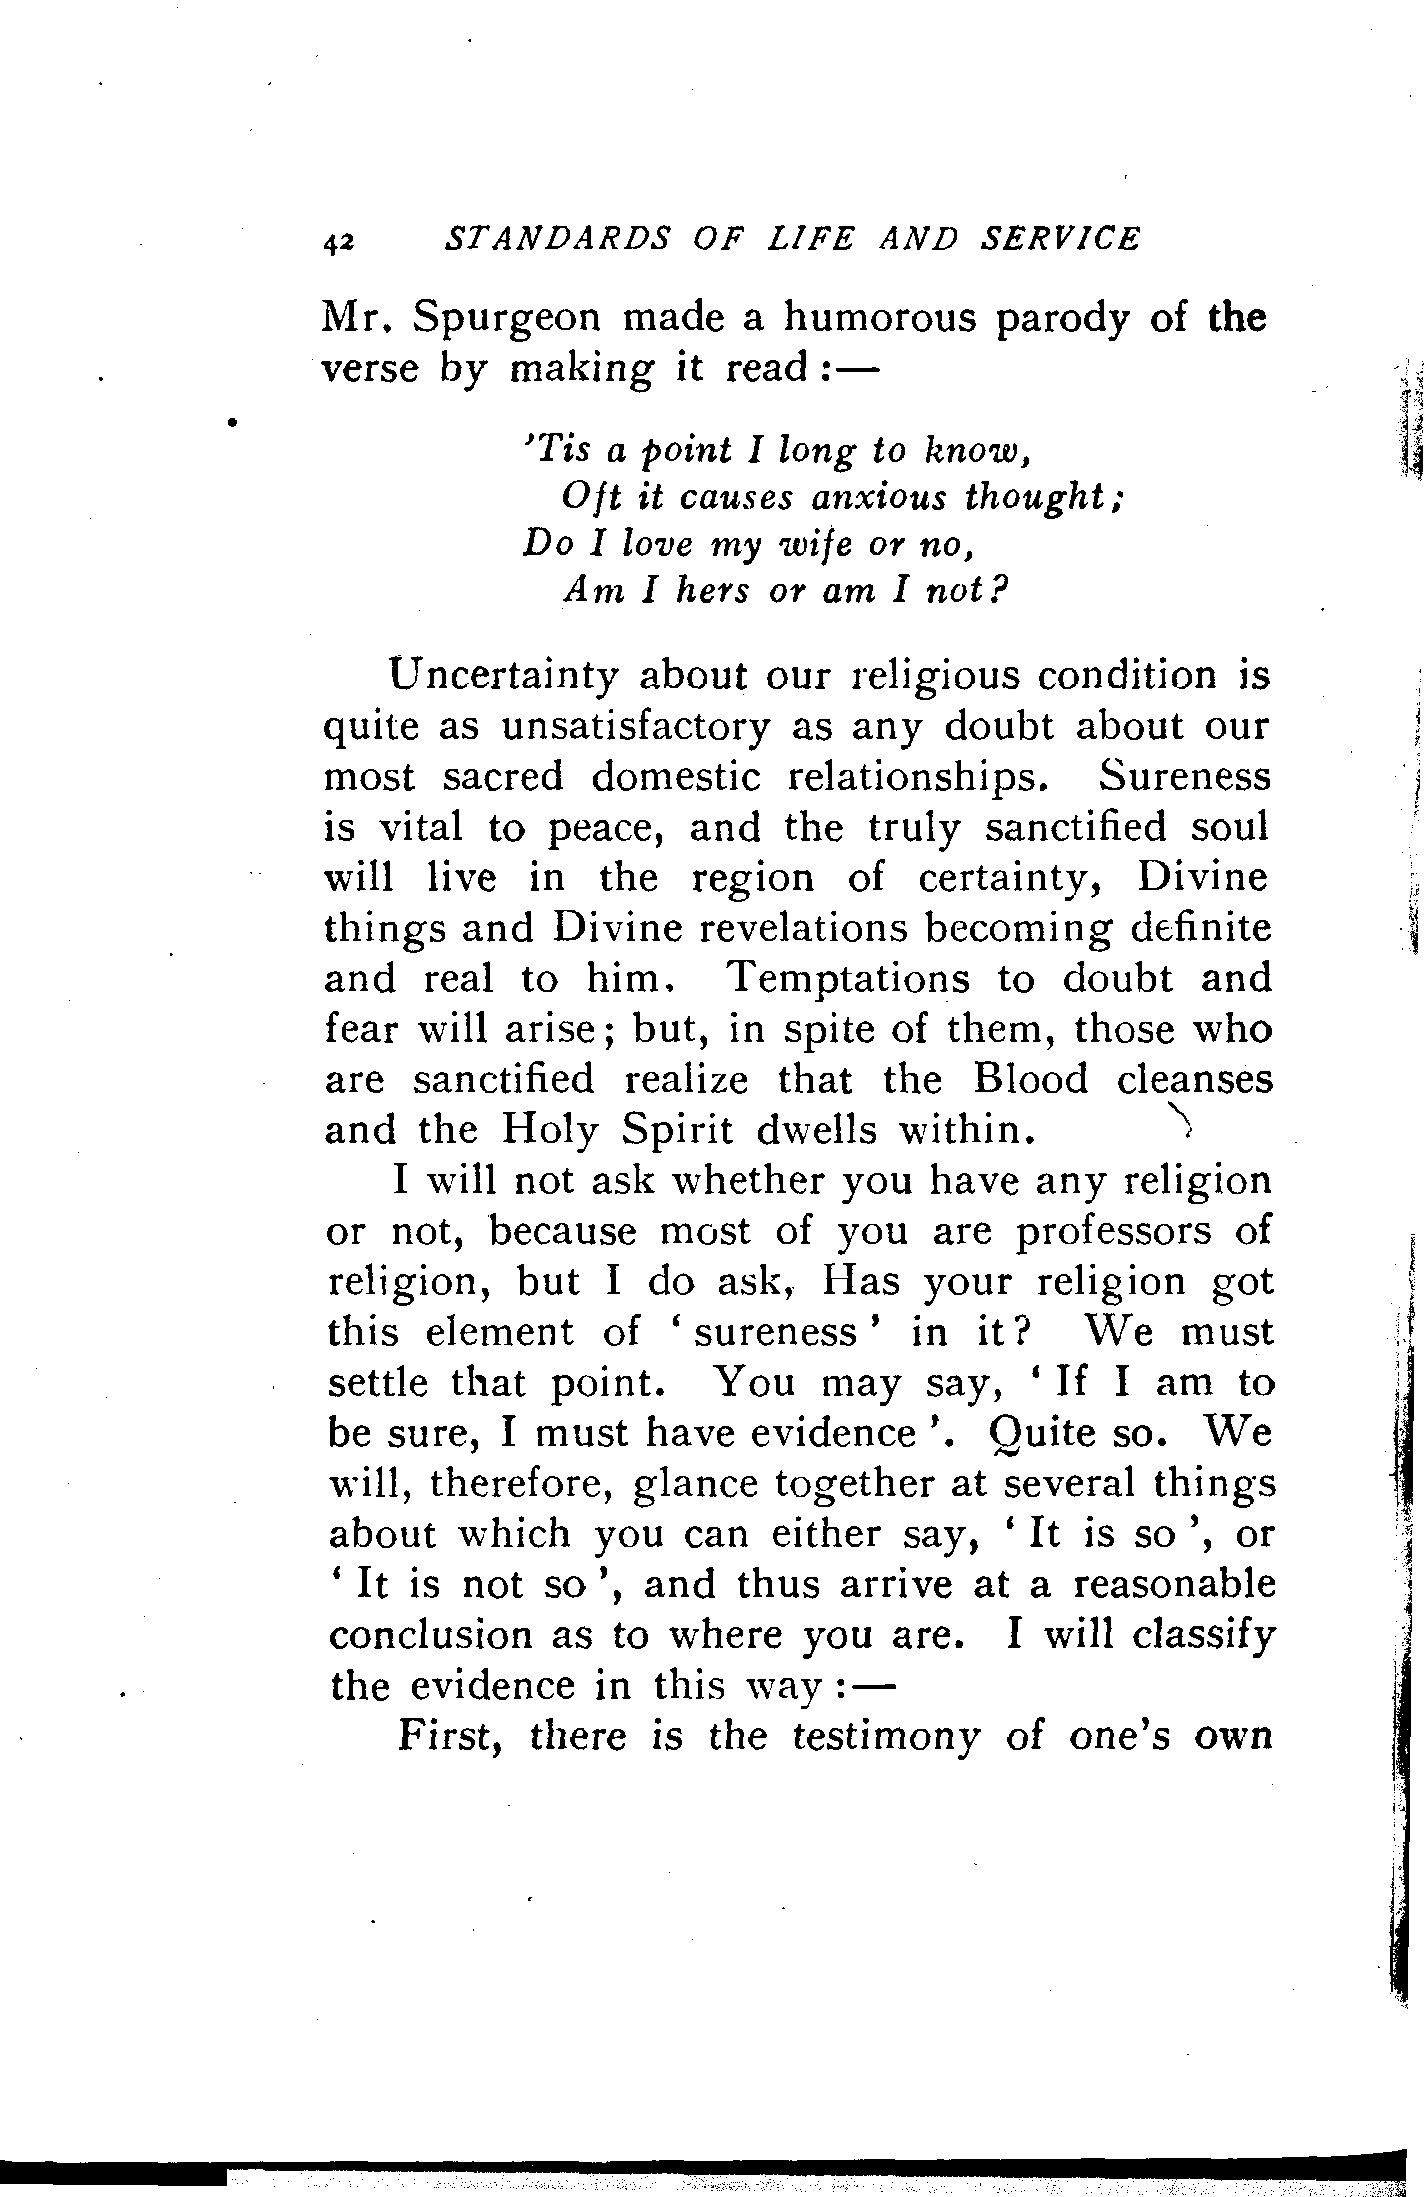 42 STANDARDS OF LIFE AND SERVICE
Mr. Spurgeon made a humorous parody of the
verse by making it read :—
'Tis a point I long to know,
Oft it causes anxious thought;
Do I love my wife or no,
Am I hers or am I not?
Uncertainty about our religious condition is
quite as unsatisfactory as any doubt about our
most sacred domestic relationships. Sureness
is vital to peace, and the truly sanctified soul
will live in the region of certainty, Divine
things and Divine revelations becoming definite
and real to him. Temptations to doubt and
fear will arise; but, in spite of them, those who
are sanctified realize that the Blood cleanses
and the Holy Spirit dwells within.
I will not ask whether you have any religion
or not, because most of you are professors of
religion, but I do ask, Has your religion got
this element of ‘ sureness ’ in it? We must
settle that point. You may say, ‘ If I am to
be sure, I must have evidence ’. Quite so. We
will, therefore, glance together at several things
about which you can either say, ‘ It is so ’, or
‘ It is not so ’, and thus arrive at a reasonable
conclusion as to where you are. I will classify
the evidence in this way :—
First, there is the testimony of one's own